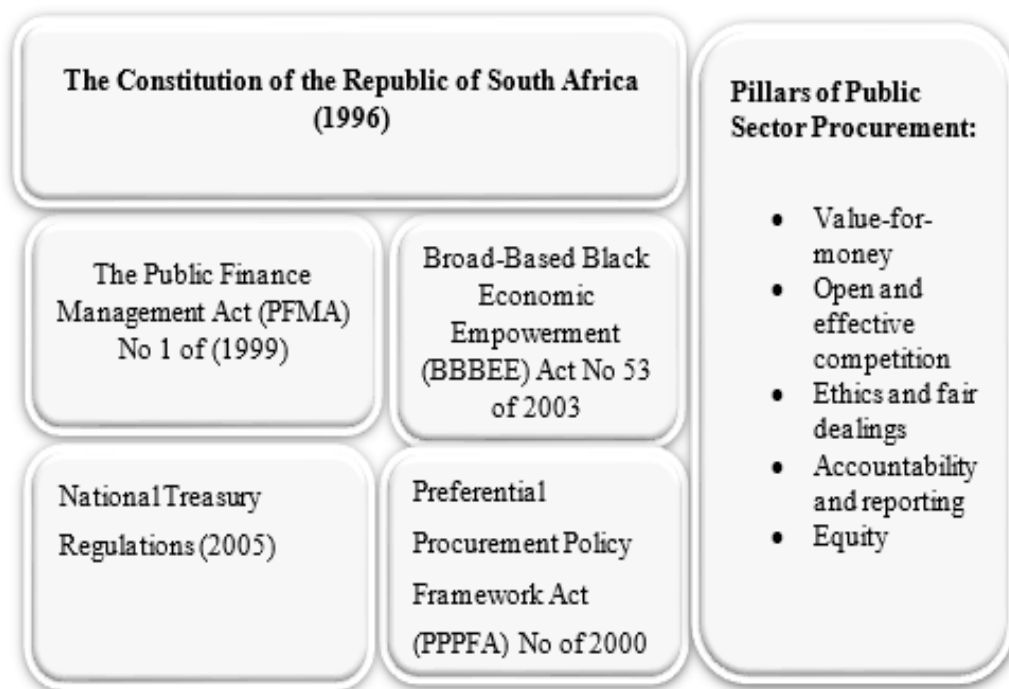 The Constitution of the Republic of South Africa
(1996)
The Public Finance
Management Act (PFMA)
No 1 of (1999)
Broad-Based Black
Economic
Empowerment
(BBBEE) Act No 53
of 2003
National Treasury
Regulations (2005)
Preferential
Procurement Policy
Framework Act
(PPPFA) No of 2000
Pillars of Public
Sector Procurement:
• Value-for-
money
• Open and
effective
competition
• Ethics and fair
dealings
• Accountability
and reporting
• Equity